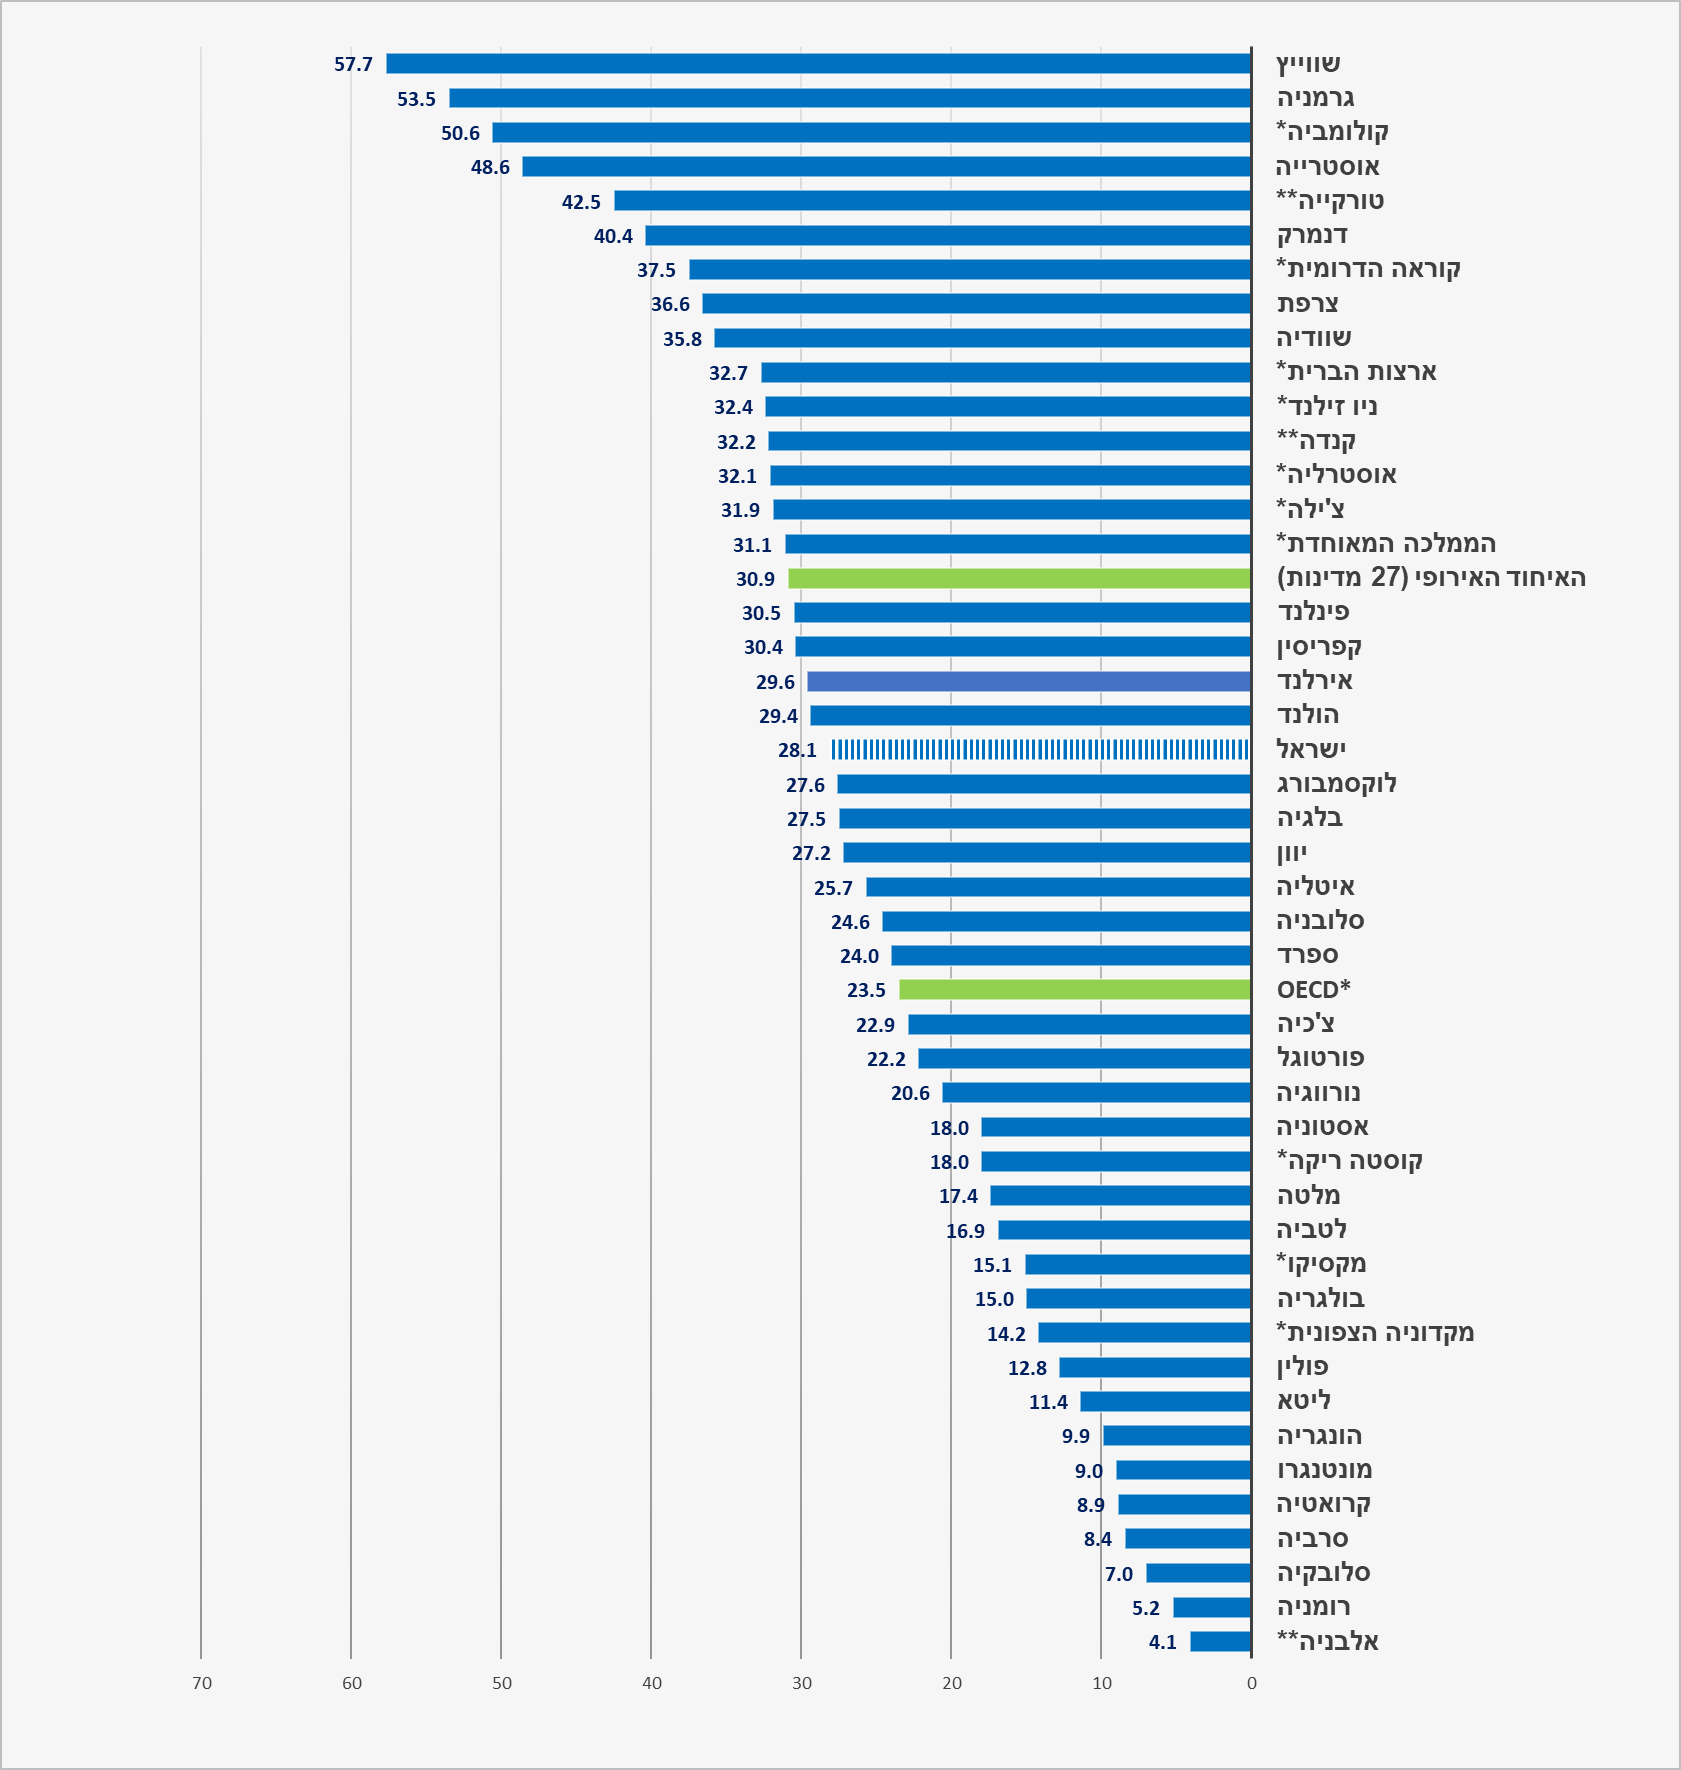 שווייץ 57.7
גרמניה 53.5
קולומביה* 50.6
אוסטרייה 48.6
טורקייה** 42.5
דנמרק 40.4
קוראה הדרומית* 37.5
צרפת 36.6
שוודיה 35.8
ארצות הברית* 32.7
ניו זילנד* 32.4
קנדה** 32.2
אוסטרליה* 32.1
צ'ילה* 31.9
הממלכה המאוחדת* 31.1
האיחוד האירופי (27 מדינות) 30.9
פינלנד 30.5
קפריסין 30.4
אירלנד 29.6
הולנד 29.4
ישראל 28.1
לוקסמבורג 27.6
בלגיה 27.5
יוון 27.2
איטליה 25.7
סלובניה 24.6
ספרד 24.0
OECD* 23.5
צ'כיה 22.9
פורטוגל 22.2
נורווגיה 20.6
אסטוניה 18.0
קוסטה ריקה* 18.0
מלטה 17.4
לטביה 16.9
מקסיקו* 15.1
בולגריה 15.0
מקדוניה הצפונית* 14.2
פולין 12.8
ליטא 11.4
הונגריה 9.9
מונטנגרו 9.0
קרואטיה 8.9
סרביה 8.4
סלובקיה 7.0
רומניה 5.2
אלבניה** 4.1
70 60 50 40 30 20 10 0